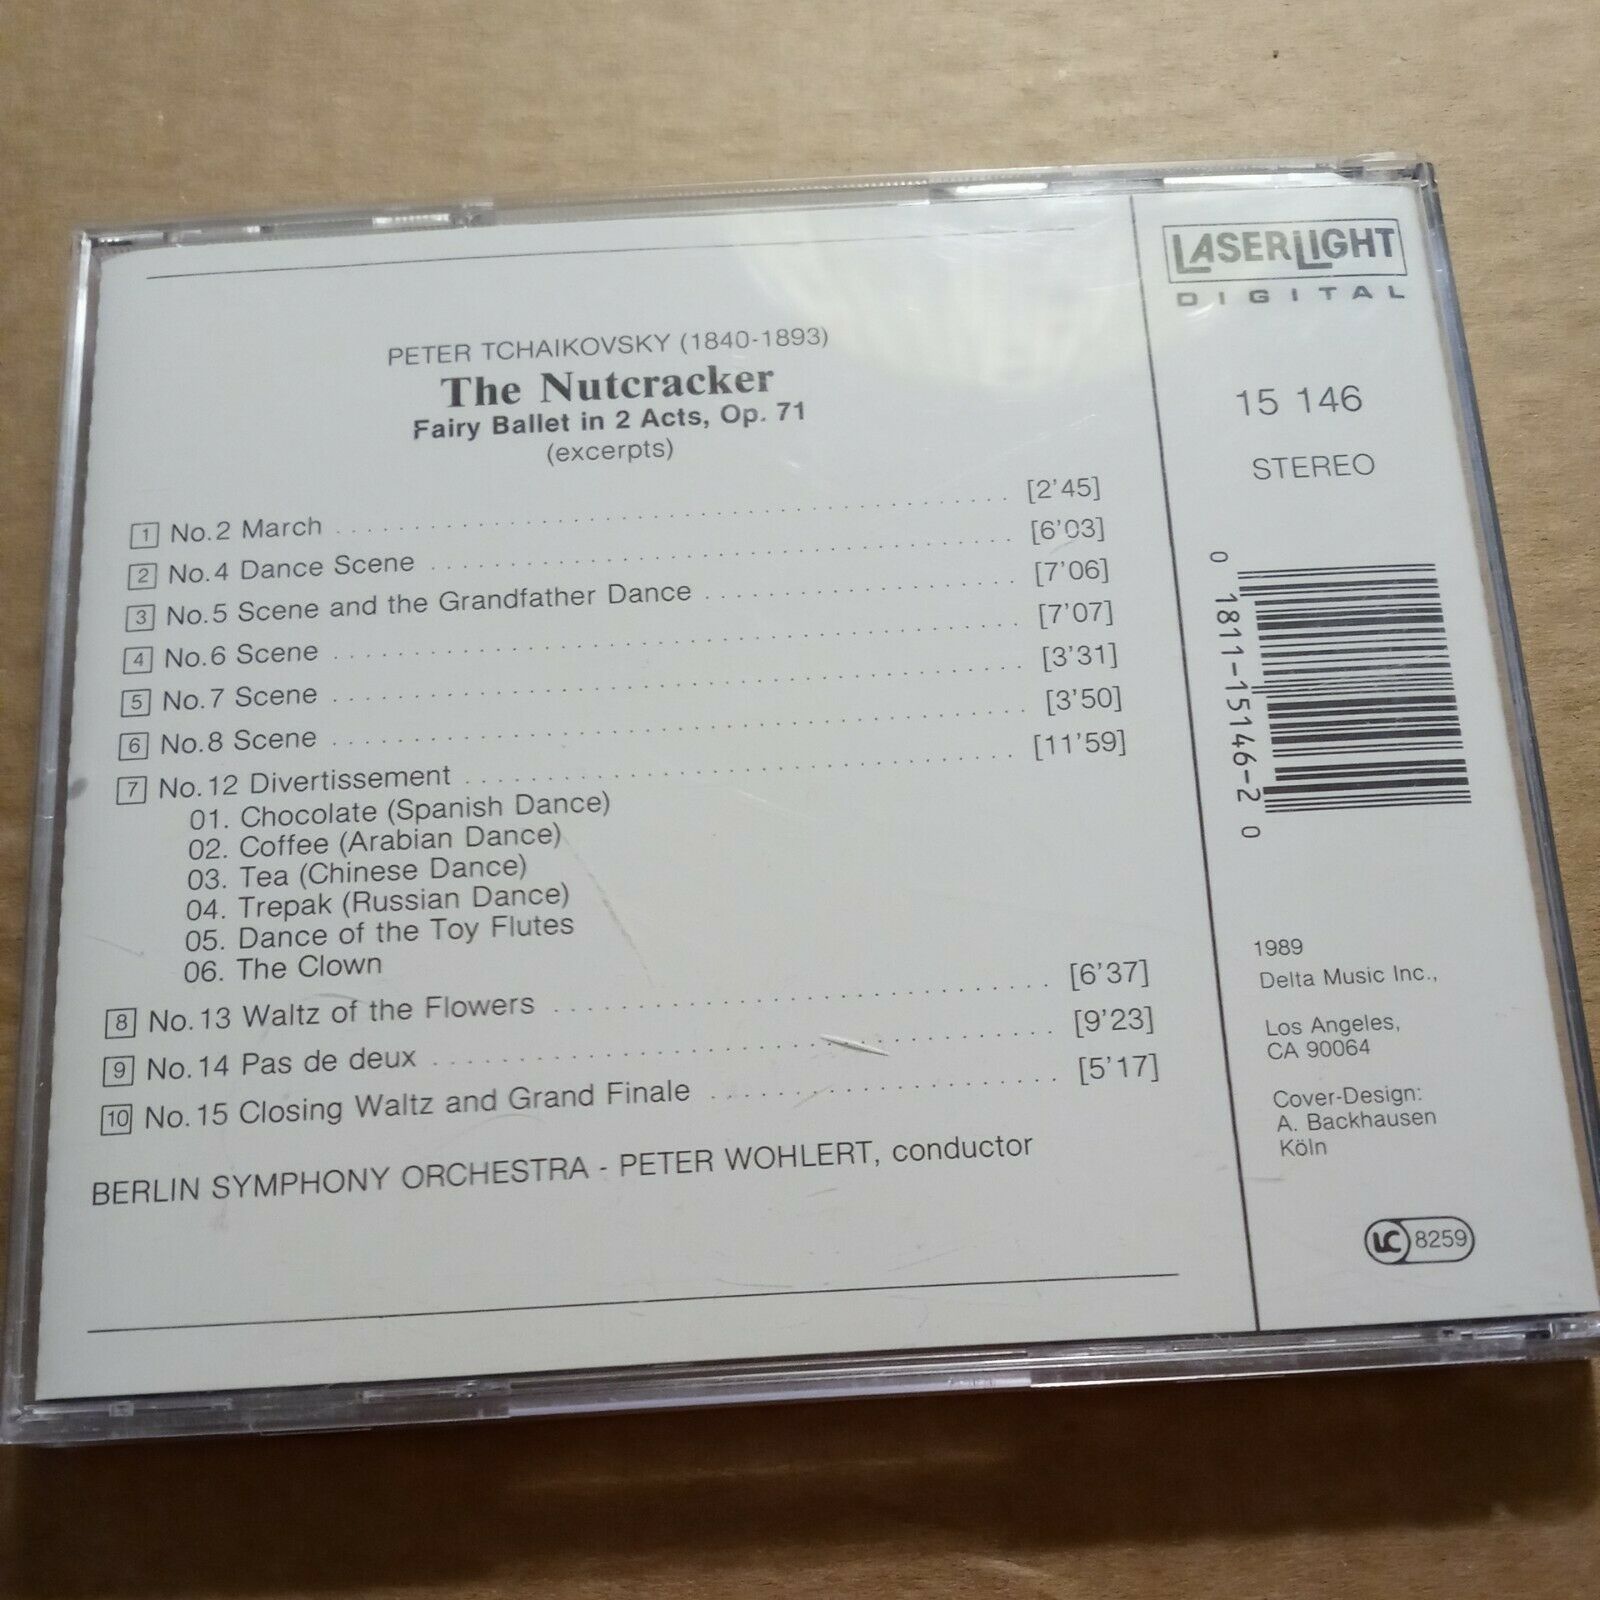 PETER TCHAIKOVSKY (1840-1893)
The Nutcracker
Fairy Ballet in 2 Acts, Op. 71
(excerpts)
1 No.2 March [2'45]
2 No.4 Dance Scene [6'03]
3 No.5 Scene and the Grandfather Dance [7'06]
4 No.6 Scene [7'07]
5 No.7 Scene [3'31]
6 No.8 Scene [3'50]
7 No.12 Divertissement [11'59]
01. Chocolate (Spanish Dance)
02. Coffee (Arabian Dance)
03. Tea (Chinese Dance)
04. Trepak (Russian Dance)
05. Dance of the Toy Flutes
06. The Clown
8 No.13 Waltz of the Flowers [6'37]
9 No.14 Pas de deux [9'23]
10 No.15 Closing Waltz and Grand Finale [5'17]
BERLIN SYMPHONY ORCHESTRA - PETER WOHLERT, conductor
LASERLIGHT
DIGITAL
15 146
STEREO
0 1811-15146-2 0
1989
Delta Music Inc.,
Los Angeles,
CA 90064
Cover-Design:
A. Backhausen
Köln
LC 8259